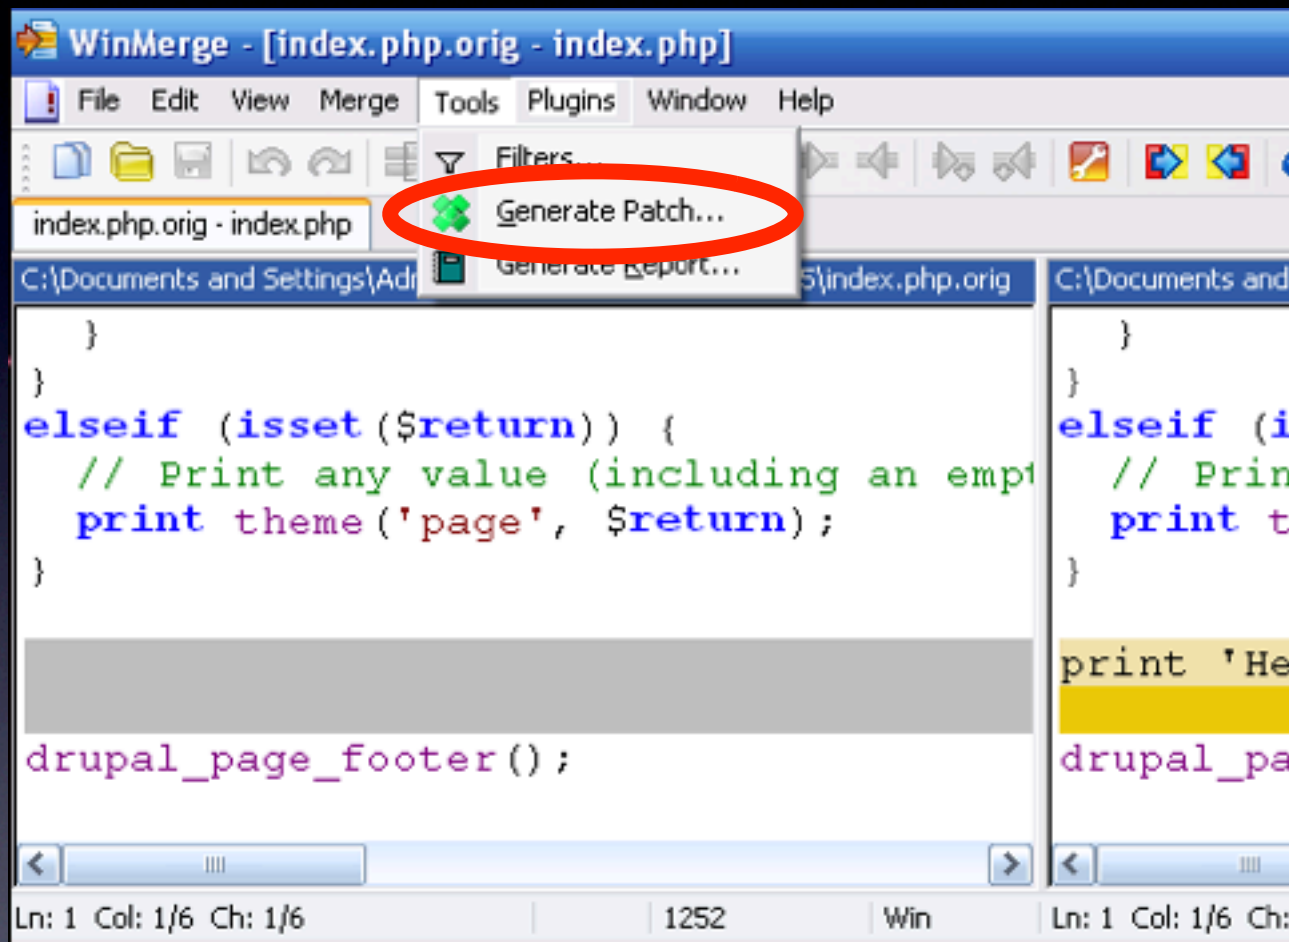 WinMerge - [index.php.orig - index.php]
File Edit View Merge Tools Plugins Window Help
Filters...
Generate Patch...
Generate Report...
index.php.orig - index.php
C:\Documents and Settings\Adm 5\index.php.orig
C:\Documents and
}
}
elseif (isset($return)) {
// Print any value (including an empt
print theme('page', $return);
}
drupal_page_footer();
}
}
elseif (i
// Prin
print t
}
print 'He
drupal_pa
Ln: 1 Col: 1/6 Ch: 1/6 1252 Win
Ln: 1 Col: 1/6 Ch: